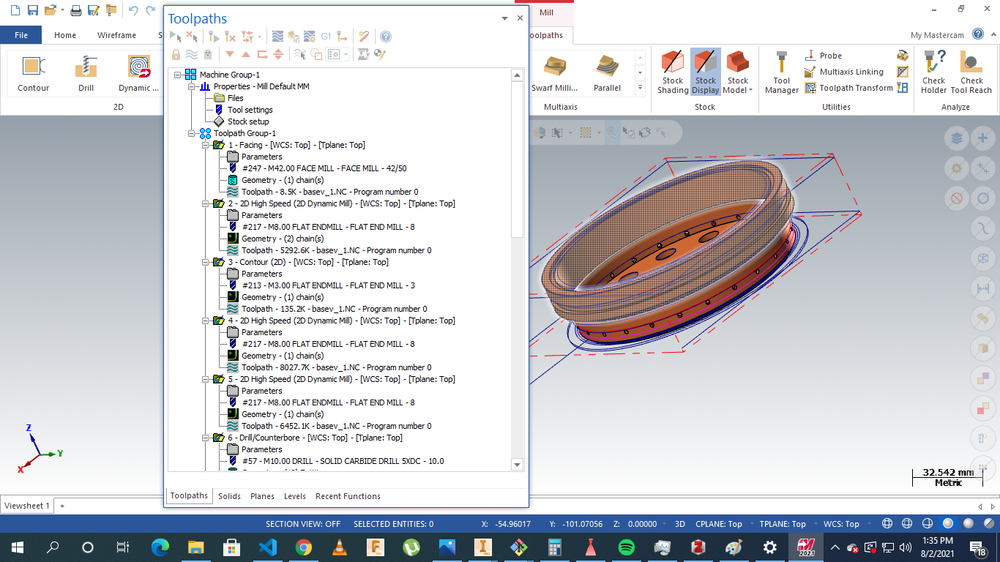 Toolpaths
Mill
File
Home
Wireframe
S
oolpaths
My Mastercam
G1
Contour
Drill
Dynamic ...
2D
Swarf Milli...
Parallel
Multiaxis
Stock Shading
Stock Display
Stock Model
Stock
Tool Manager
Probe
Multiaxis Linking
Toolpath Transform
Utilities
Check Holder
Check Tool Reach
Analyze
Machine Group-1
Properties - Mill Default MM
Files
Tool settings
Stock setup
Toolpath Group-1
1 - Facing - [WCS: Top] - [Tplane: Top]
Parameters
#247 - M42.00 FACE MILL - FACE MILL - 42/50
Geometry - (1) chain(s)
Toolpath - 8.5K - basev_1.NC - Program number 0
2 - 2D High Speed (2D Dynamic Mill) - [WCS: Top] - [Tplane: Top]
Parameters
#217 - M8.00 FLAT ENDMILL - FLAT END MILL - 8
Geometry - (2) chain(s)
Toolpath - 5292.6K - basev_1.NC - Program number 0
3 - Contour (2D) - [WCS: Top] - [Tplane: Top]
Parameters
#213 - M3.00 FLAT ENDMILL - FLAT END MILL - 3
Geometry - (1) chain(s)
Toolpath - 135.2K - basev_1.NC - Program number 0
4 - 2D High Speed (2D Dynamic Mill) - [WCS: Top] - [Tplane: Top]
Parameters
#217 - M8.00 FLAT ENDMILL - FLAT END MILL - 8
Geometry - (1) chain(s)
Toolpath - 8027.7K - basev_1.NC - Program number 0
5 - 2D High Speed (2D Dynamic Mill) - [WCS: Top] - [Tplane: Top]
Parameters
#217 - M8.00 FLAT ENDMILL - FLAT END MILL - 8
Geometry - (1) chain(s)
Toolpath - 6452.1K - basev_1.NC - Program number 0
6 - Drill/Counterbore - [WCS: Top] - [Tplane: Top]
Parameters
#57 - M10.00 DRILL - SOLID CARBIDE DRILL 5XDC - 10.0
Toolpaths
Solids
Planes
Levels
Recent Functions
Z
Y
X
32.542 mm
Metric
Viewsheet 1
+
SECTION VIEW: OFF
SELECTED ENTITIES: 0
X: -54.96017
Y: -101.07056
Z: 0.00000
3D
CPLANE: Top
TPLANE: Top
WCS: Top
2021
1:35 PM
8/2/2021
18